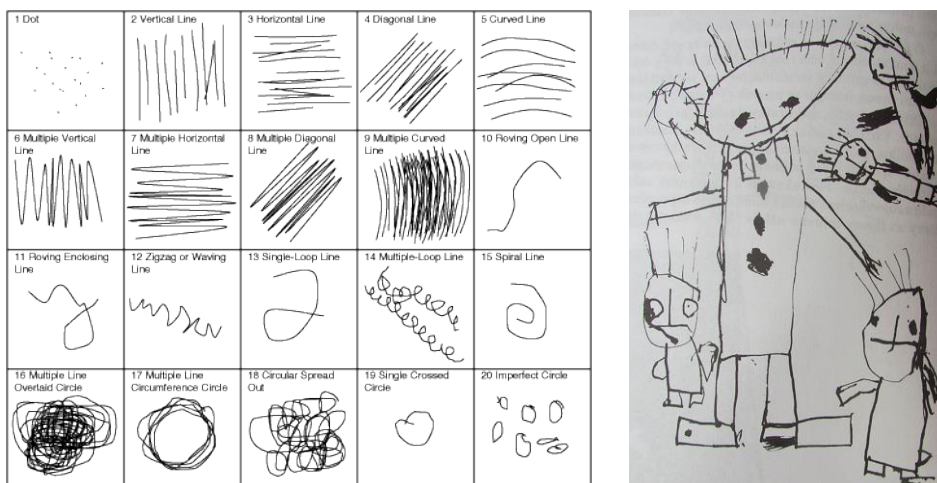 1 Dot
2 Vertical Line
3 Horizontal Line
4 Diagonal Line
5 Curved Line
6 Multiple Vertical
Line
7 Multiple Horizontal
Line
8 Multiple Diagonal
Line
9 Multiple Curved
Line
10 Roving Open Line
11 Roving Enclosing
Line
12 Zigzag or Waving
Line
13 Single-Loop Line
14 Multiple-Loop Line
15 Spiral Line
16 Multiple Line
Overlaid Circle
17 Multiple Line
Circumference Circle
18 Circular Spread
Out
19 Single Crossed
Circle
20 Imperfect Circle